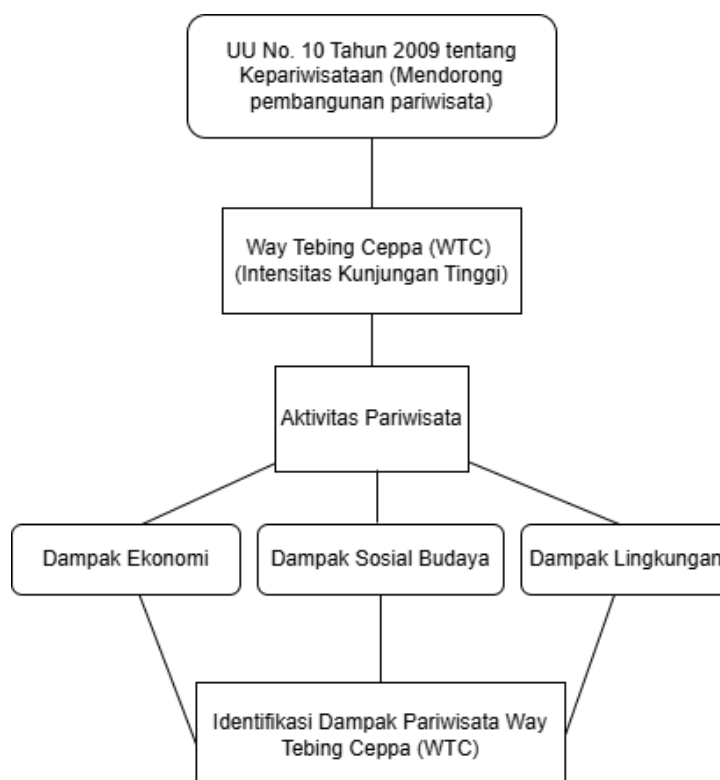 UU No. 10 Tahun 2009 tentang
Kepariwisataan (Mendorong
pembangunan pariwisata)
Way Tebing Ceppa (WTC)
(Intensitas Kunjungan Tinggi)
Aktivitas Pariwisata
Dampak Ekonomi
Dampak Sosial Budaya
Dampak Lingkungan
Identifikasi Dampak Pariwisata Way
Tebing Ceppa (WTC)